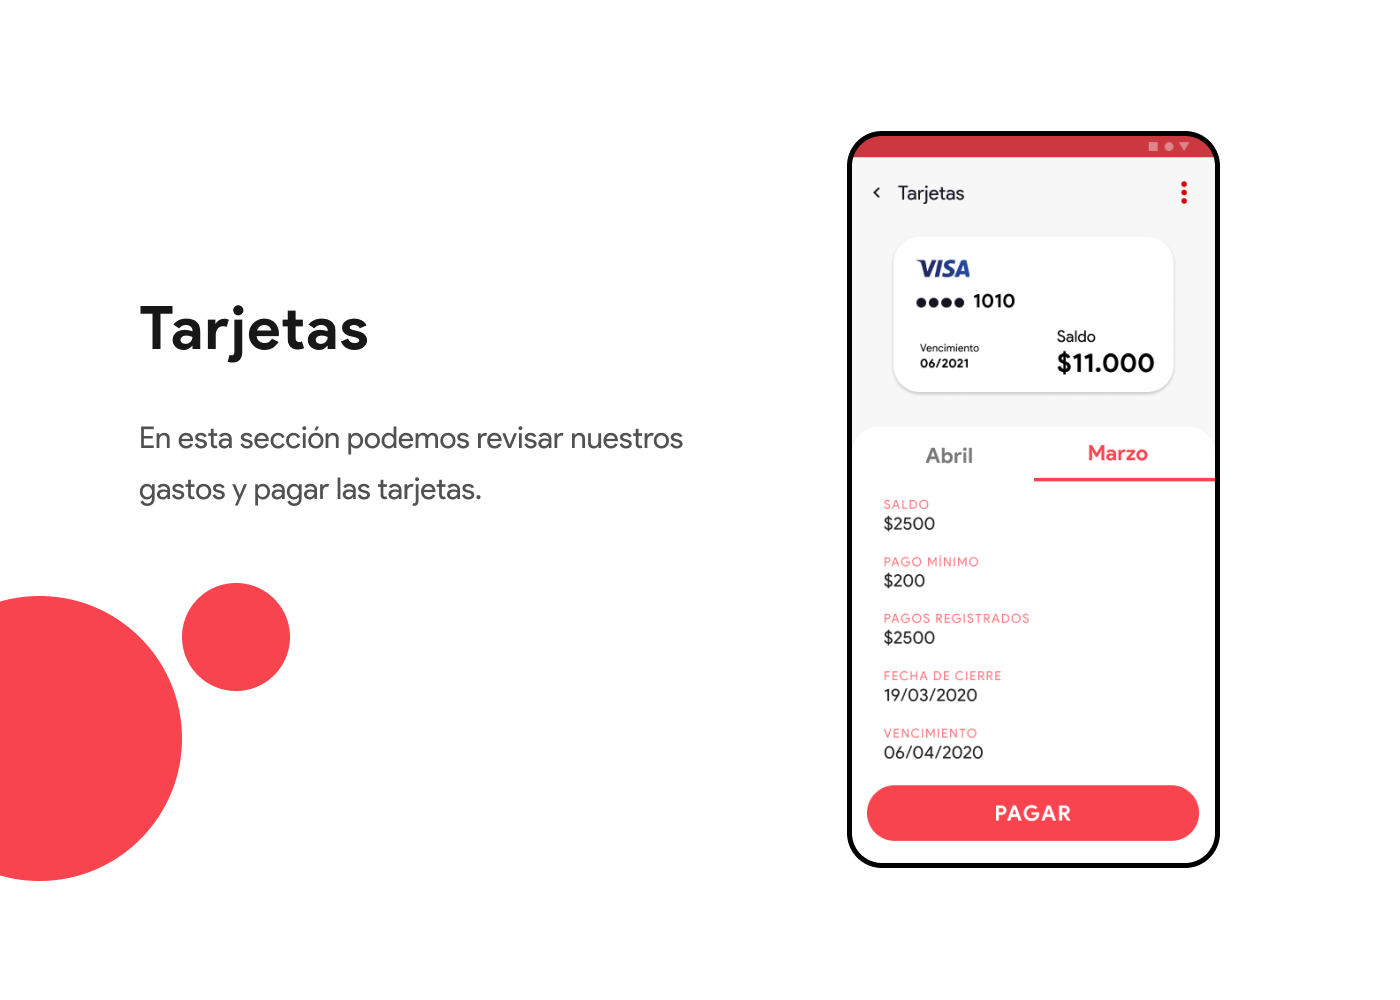 Tarjetas
En esta sección podemos revisar nuestros
gastos y pagar las tarjetas.
Tarjetas
VISA
●●●● 1010
Vencimiento
06/2021
Saldo
$11.000
Abril
Marzo
SALDO
$2500
PAGO MÍNIMO
$200
PAGOS REGISTRADOS
$2500
FECHA DE CIERRE
19/03/2020
VENCIMIENTO
06/04/2020
PAGAR